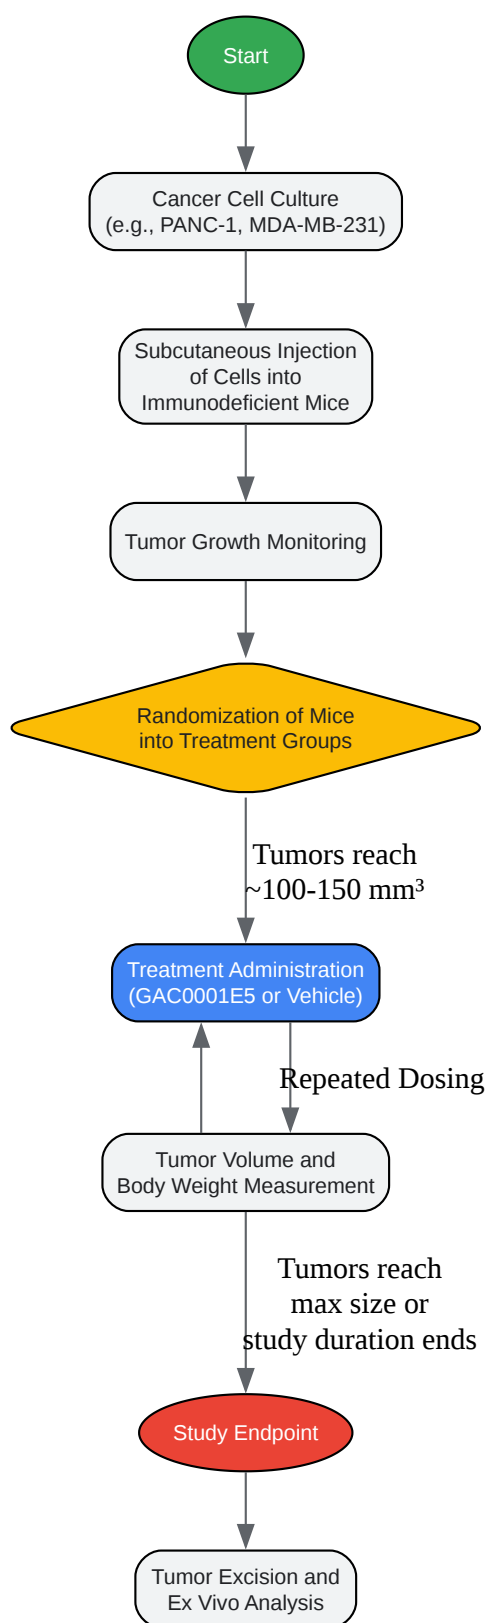 Start
Cancer Cell Culture
(e.g., PANC-1, MDA-MB-231)
Subcutaneous Injection
of Cells into
Immunodeficient Mice
Tumor Growth Monitoring
Randomization of Mice
into Treatment Groups
Tumors reach
~100-150 mm³
Treatment Administration
(GAC0001E5 or Vehicle)
Repeated Dosing
Tumor Volume and
Body Weight Measurement
Tumors reach
max size or
study duration ends
Study Endpoint
Tumor Excision and
Ex Vivo Analysis